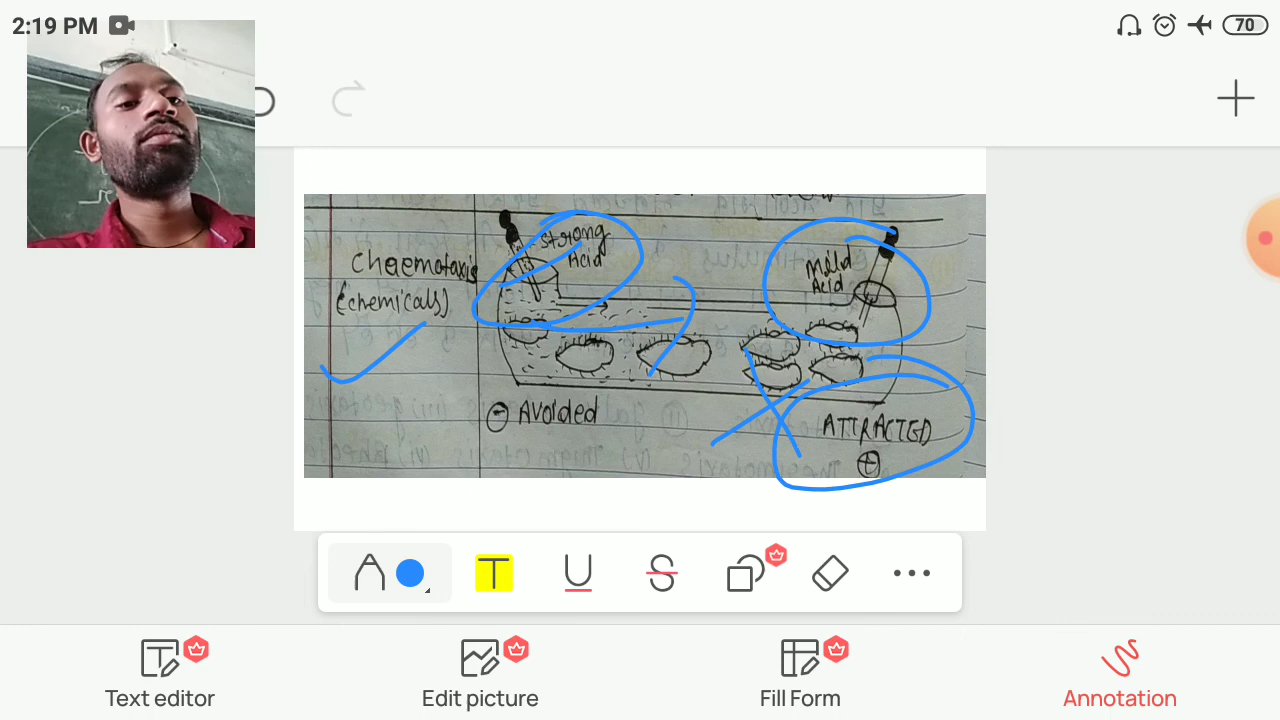 2:19 PM
70
Strong
Acid
Chaemotaxis
(chemicals)
Mild
Acid
⊖ Avoided
ATTRACTED
⊕
T
U
S
Text editor
Edit picture
Fill Form
Annotation